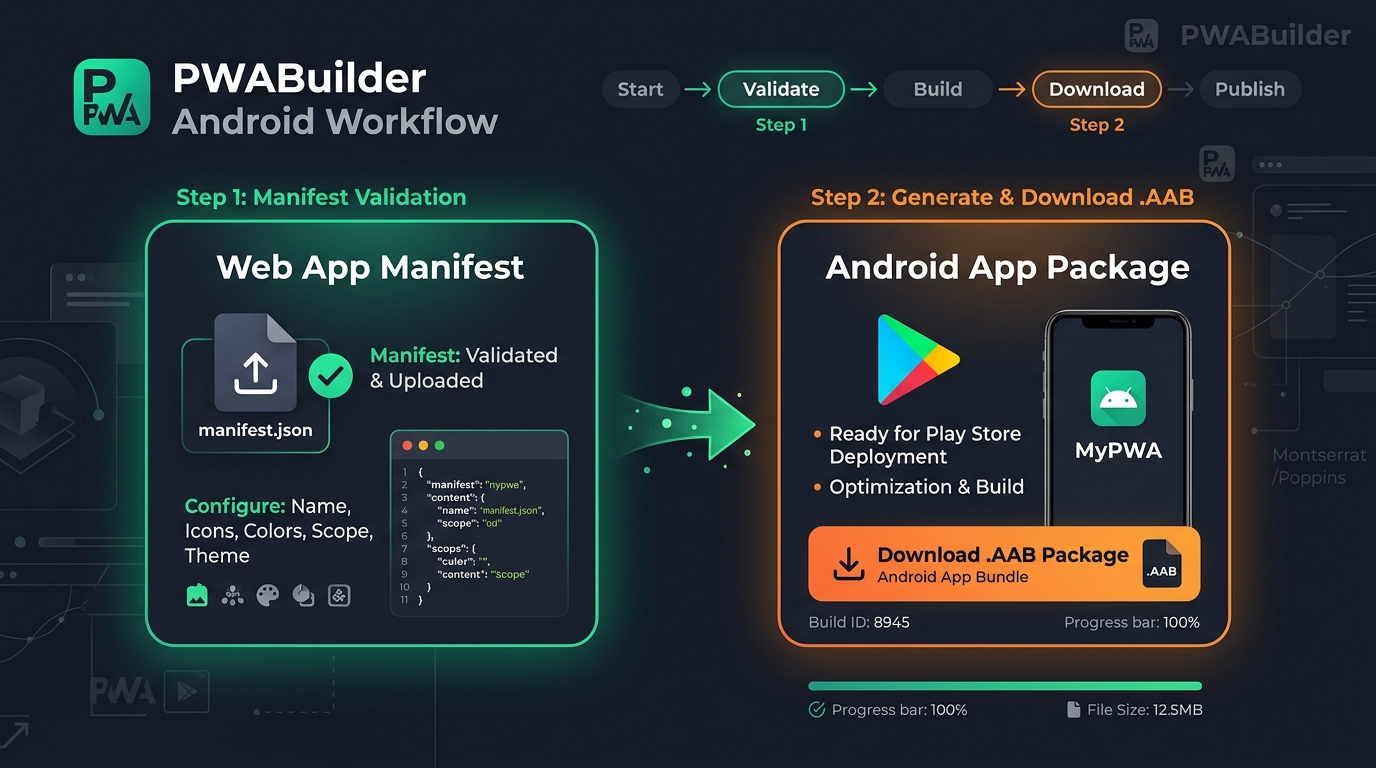 PWABuilder
P
PWA
PWABuilder
Android Workflow
Start
Validate
Build
Download
Publish
Step 1
Step 2
Step 1: Manifest Validation
Web App Manifest
manifest.json
Manifest: Validated
& Uploaded
Configure: Name,
Icons, Colors, Scope,
Theme
1 {
2 "manifest": "nypwe",
3 "content": {
4 "name": "manifest.json",
5 "scope": "od"
6 },
7 "scops": {
8 "culer": "*",
9 "content": "scope"
10 }
11 }
Step 2: Generate & Download .AAB
Android App Package
Ready for Play Store
Deployment
Optimization & Build
MyPWA
Download .AAB Package
Android App Bundle
.AAB
Build ID: 8945
Progress bar: 100%
Progress bar: 100%
File Size: 12.5MB
Montserrat
/Poppins
PWA